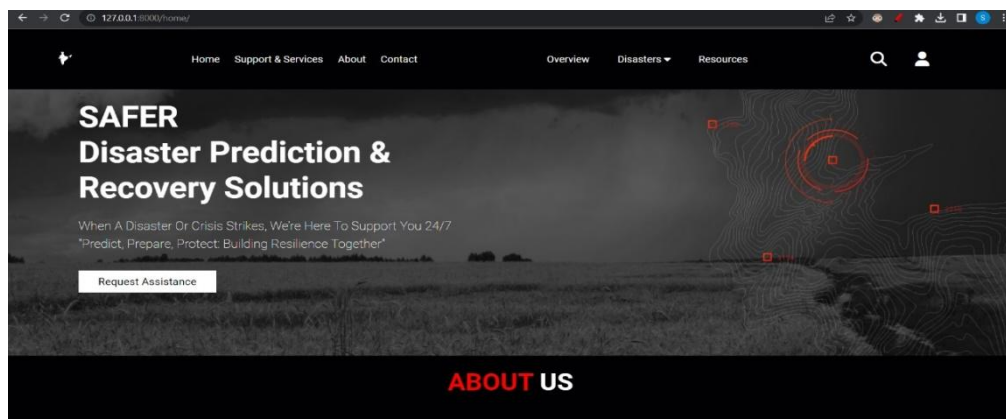 127.0.0.1:8000/home/
S
Home Support & Services About Contact Overview Disasters Resources
SAFER
Disaster Prediction &
Recovery Solutions
When A Disaster Or Crisis Strikes, We're Here To Support You 24/7
"Predict, Prepare, Protect: Building Resilience Together"
Request Assistance
ABOUT US